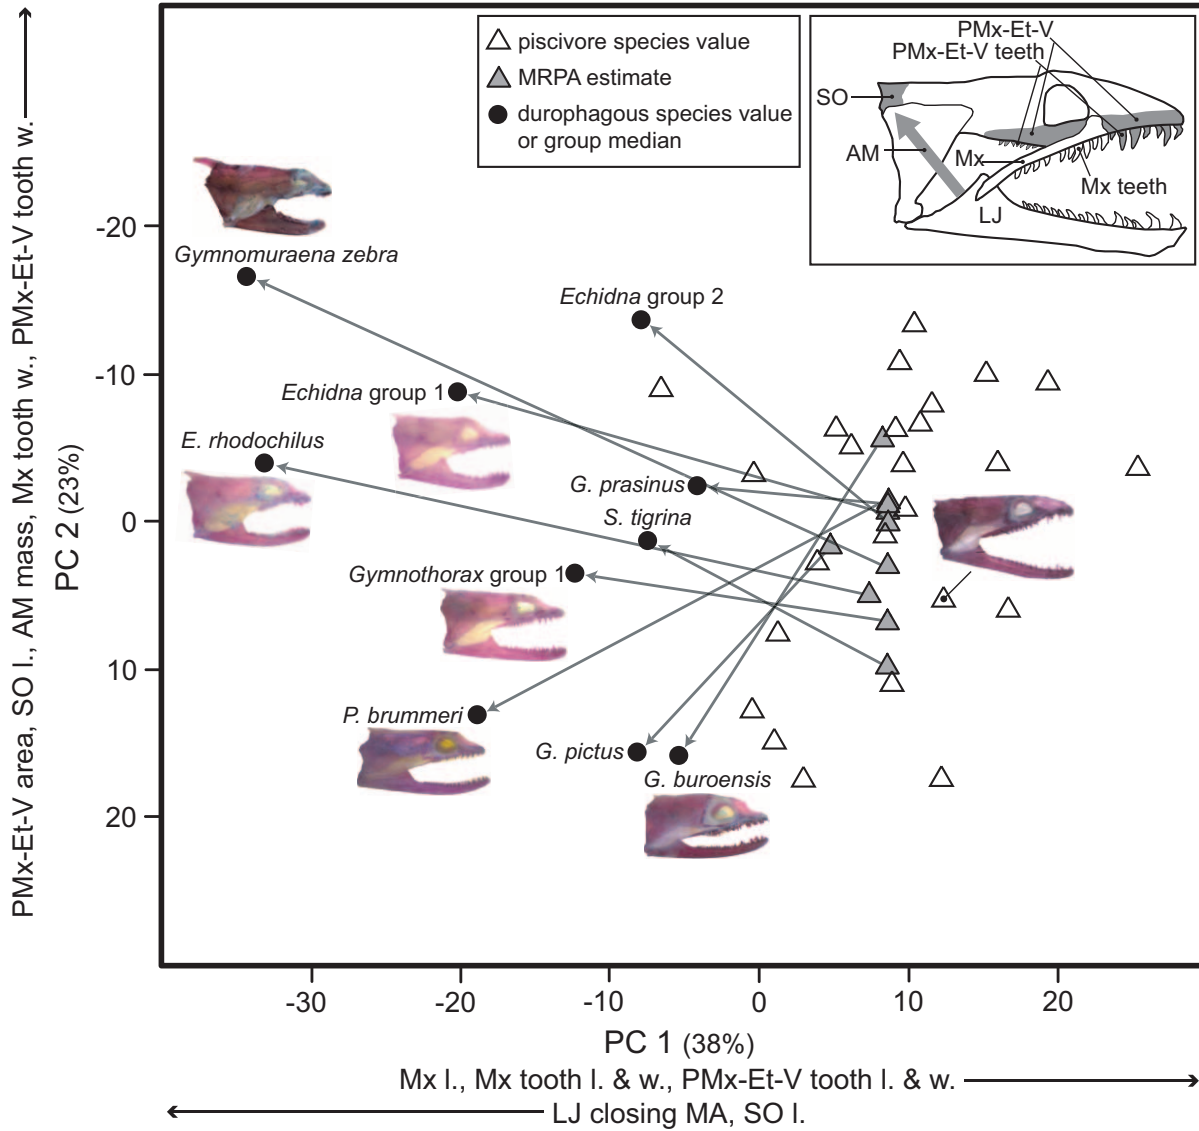 piscivore species value
MRPA estimate
durophagous species value
or group median
PMx-Et-V
PMx-Et-V teeth
SO
AM
Mx
Mx teeth
LJ
PMx-Et-V area, SO l., AM mass, Mx tooth w., PMx-Et-V tooth w.
PC 2 (23%)
-20
-10
0
10
20
Gymnomuraena zebra
Echidna group 2
Echidna group 1
E. rhodochilus
G. prasinus
S. tigrina
Gymnothorax group 1
P. brummeri
G. pictus
G. buroensis
-30
-20
-10
0
10
20
PC 1 (38%)
Mx l., Mx tooth l. & w., PMx-Et-V tooth l. & w.
LJ closing MA, SO l.